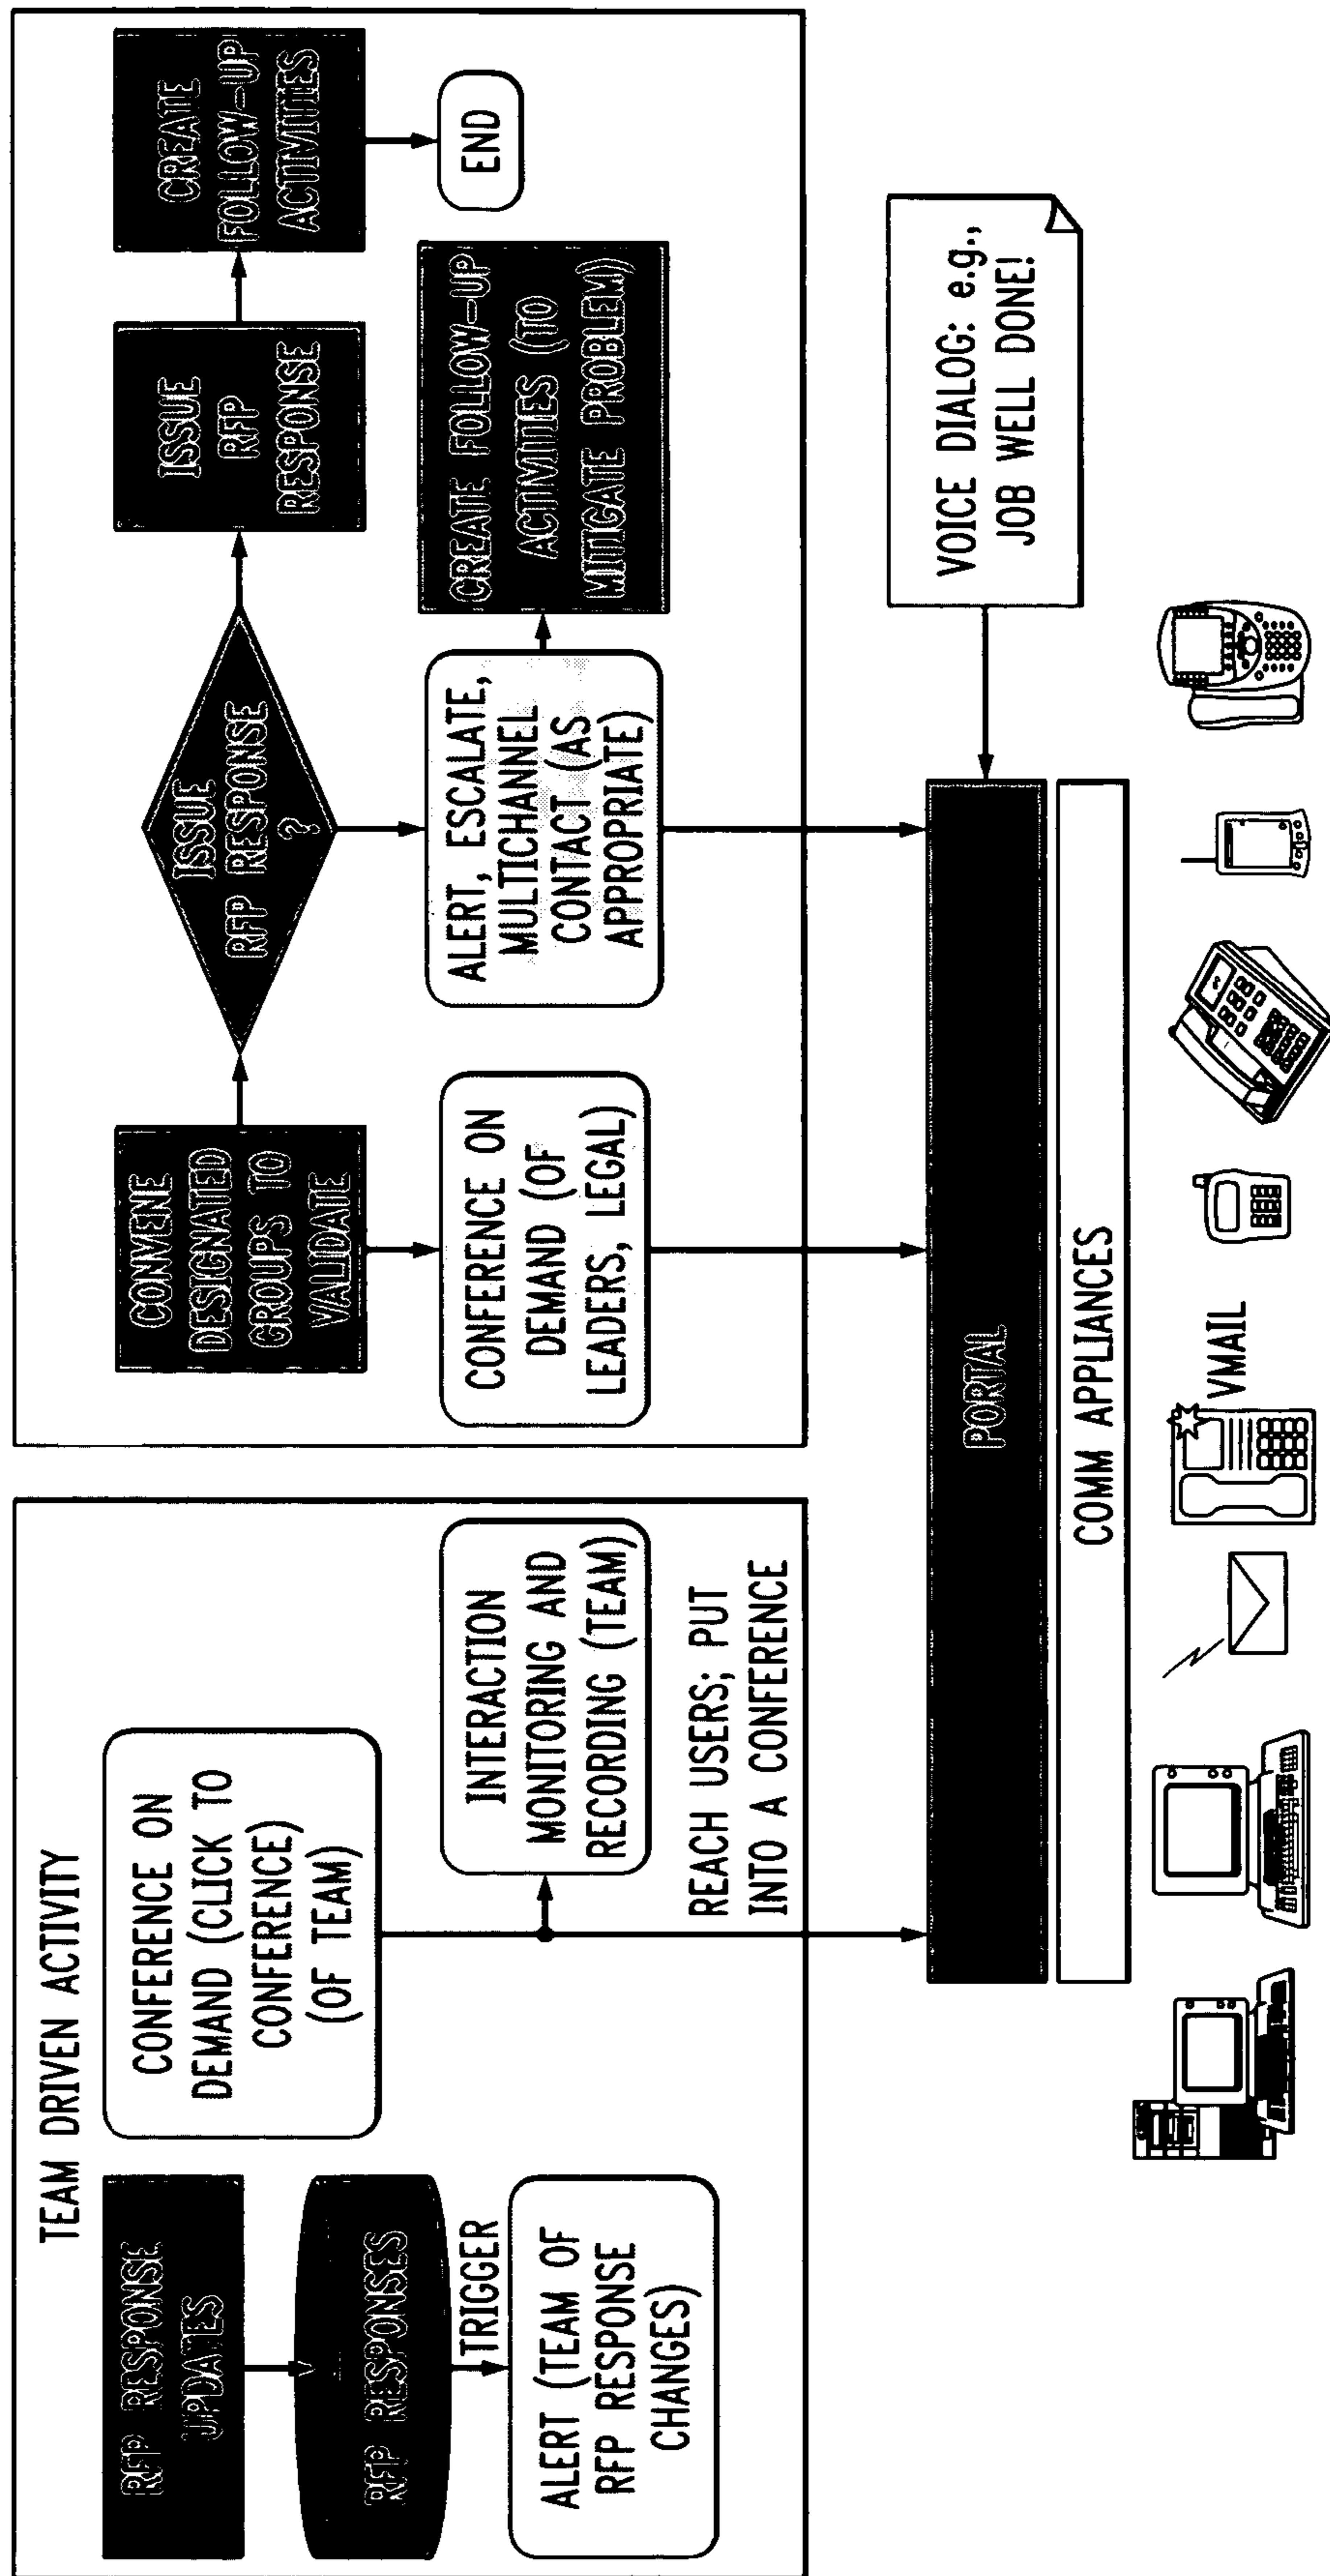 TEAM DRIVEN ACTIVITY
RFP RESPONSE
UPDATES
RFP RESPONSES
TRIGGER
ALERT (TEAM OF
RFP RESPONSE
CHANGES)
CONFERENCE ON
DEMAND (CLICK TO
CONFERENCE)
(OF TEAM)
INTERACTION
MONITORING AND
RECORDING (TEAM)
REACH USERS; PUT
INTO A CONFERENCE
CONVENE
DESIGNATED
GROUPS TO
VALIDATE
CONFERENCE ON
DEMAND (OF
LEADERS, LEGAL)
ISSUE
RFP RESPONSE
?
ALERT, ESCALATE,
MULTICHANNEL
CONTACT (AS
APPROPRIATE)
ISSUE
RFP
RESPONSE
CREATE
FOLLOW-UP
ACTIVITIES
END
CREATE FOLLOW-UP
ACTIVITIES (TO
MITIGATE PROBLEM)
VOICE DIALOG: e.g.,
JOB WELL DONE!
PORTAL
COMM APPLIANCES
VMAIL